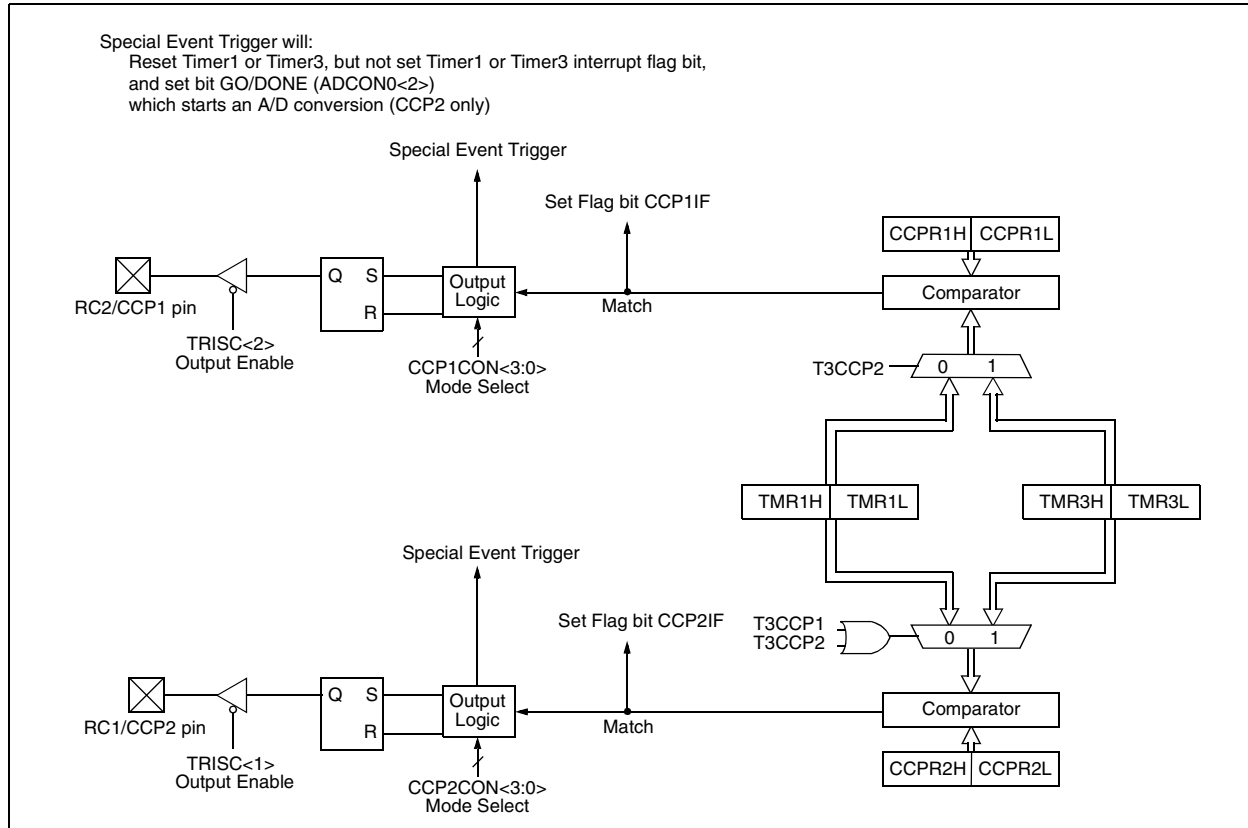 Special Event Trigger will:
Reset Timer1 or Timer3, but not set Timer1 or Timer3 interrupt flag bit,
and set bit GO/DONE (ADCON0<2>)
which starts an A/D conversion (CCP2 only)
Special Event Trigger
Set Flag bit CCP1IF
CCPR1H CCPR1L
Q S
R
Output
Logic
Comparator
RC2/CCP1 pin
Match
TRISC<2>
Output Enable
CCP1CON<3:0>
Mode Select
T3CCP2
0 1
TMR1H TMR1L
TMR3H TMR3L
Special Event Trigger
Set Flag bit CCP2IF
T3CCP1
T3CCP2
0 1
Q S
R
Output
Logic
Comparator
RC1/CCP2 pin
Match
TRISC<1>
Output Enable
CCP2CON<3:0>
Mode Select
CCPR2H CCPR2L